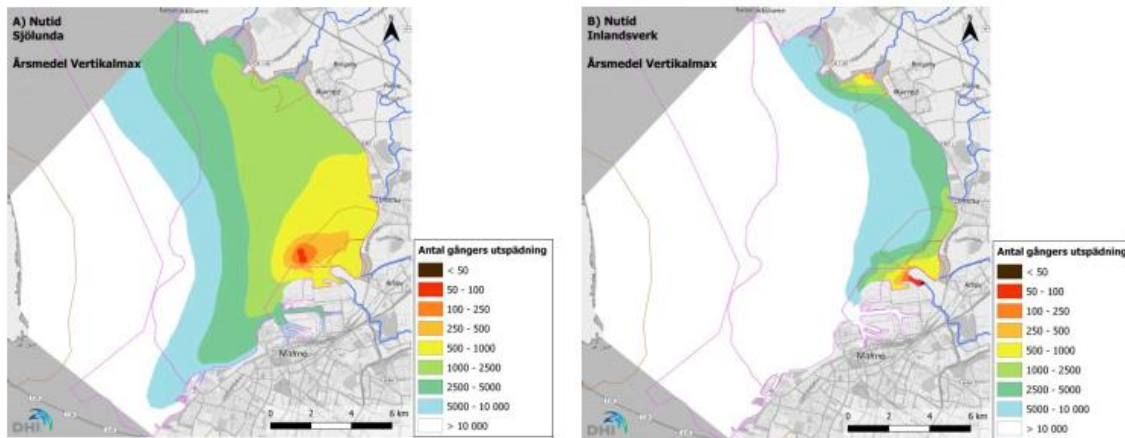 A) Nutid
Sjölunda
Årsmedel Vertikalmax
Bjärred
Malmö
Antal gångers utspädning
< 50
50 - 100
100 - 250
250 - 500
500 - 1000
1000 - 2500
2500 - 5000
5000 - 10 000
> 10 000
0 2 4 6 km
DHI
B) Nutid
Inlandsverk
Årsmedel Vertikalmax
Bjärred
Malmö
Antal gångers utspädning
< 50
50 - 100
100 - 250
250 - 500
500 - 1000
1000 - 2500
2500 - 5000
5000 - 10 000
> 10 000
0 2 4 6 km
DHI